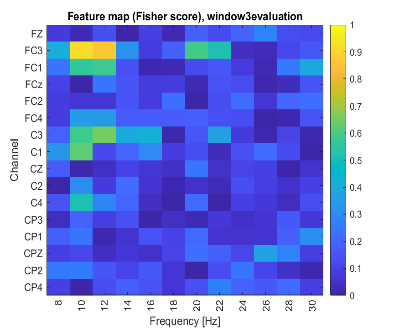 Feature map (Fisher score), window3evaluation
Channel
FZ
FC3
FC1
FCz
FC2
FC4
C3
C1
CZ
C2
C4
CP3
CP1
CPZ
CP2
CP4
8 10 12 14 16 18 20 22 24 26 28 30
Frequency [Hz]
1
0.9
0.8
0.7
0.6
0.5
0.4
0.3
0.2
0.1
0